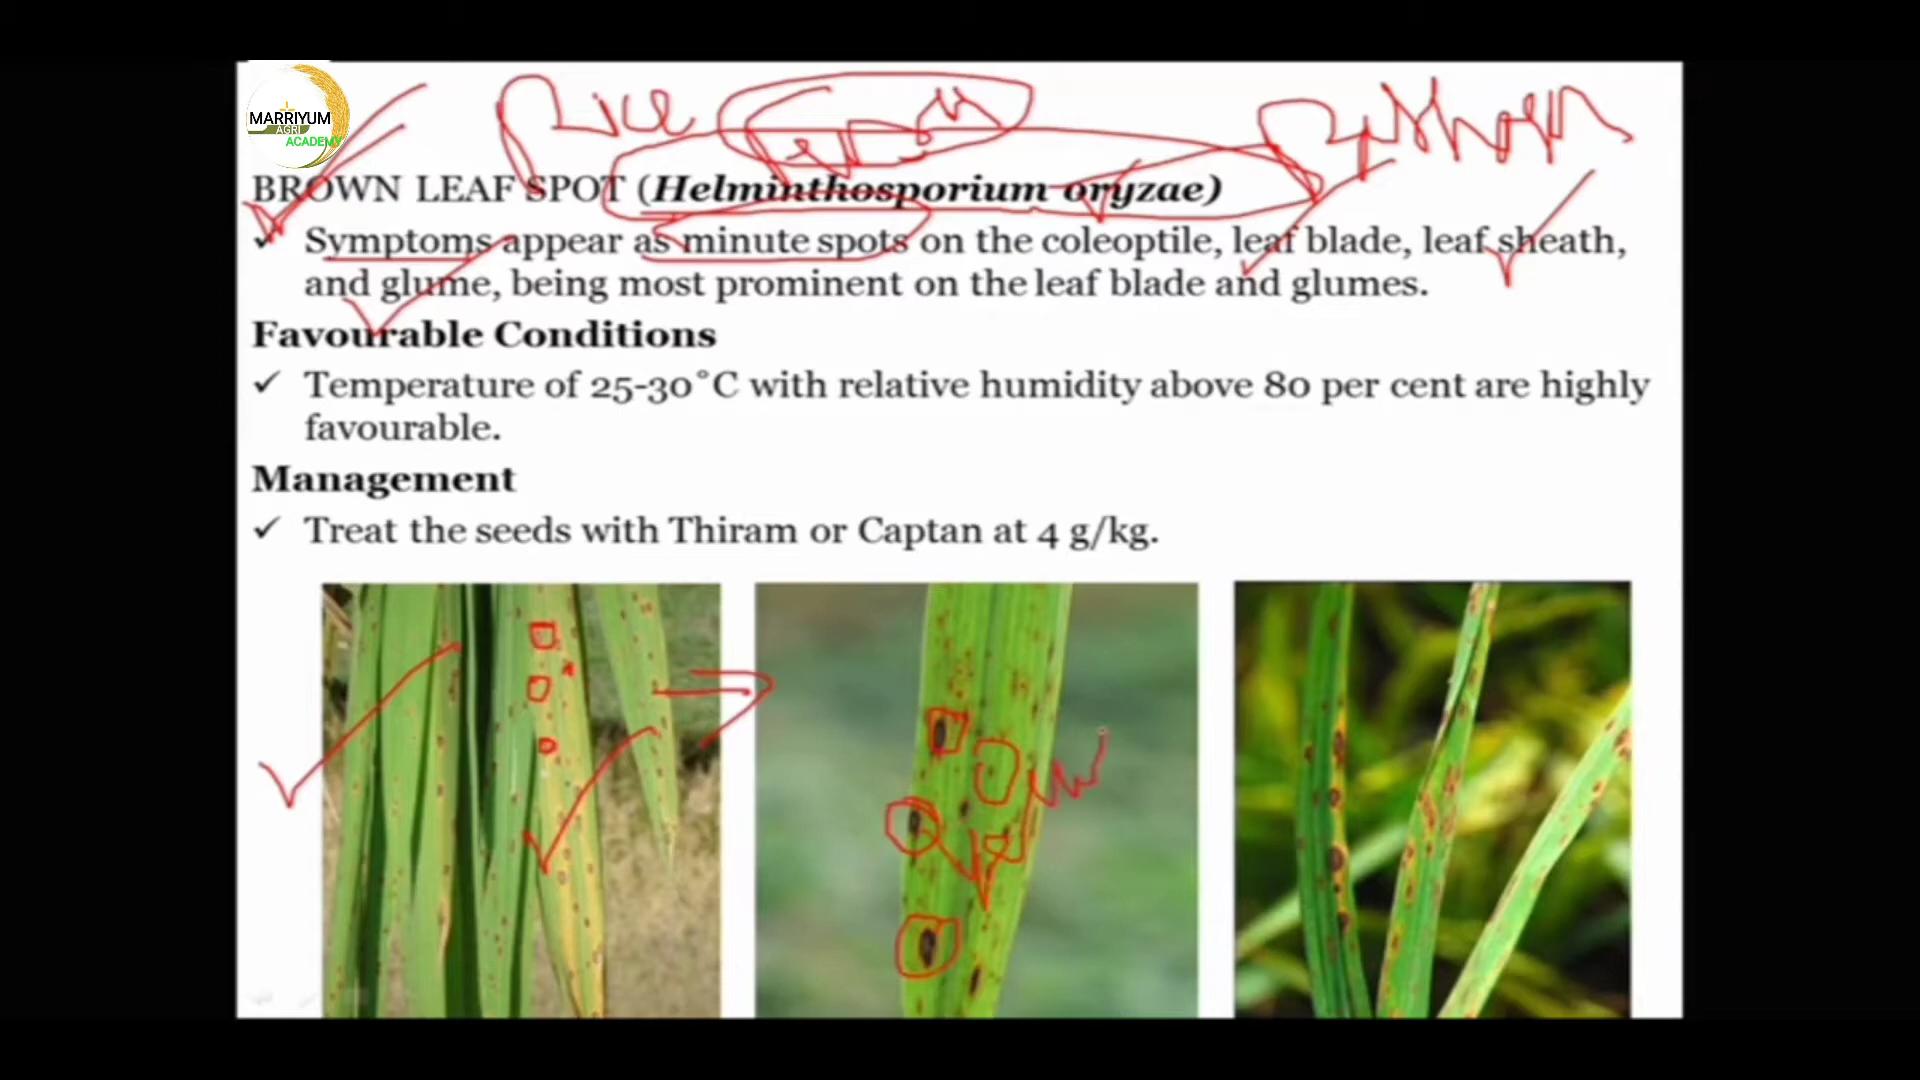 MARRIYUM
AGRI
ACADEMY
Rice
Pathogen
BROWN LEAF SPOT (Helminthosporium oryzae)
✓ Symptoms appear as minute spots on the coleoptile, leaf blade, leaf sheath,
and glume, being most prominent on the leaf blade and glumes.
Favourable Conditions
✓ Temperature of 25-30°C with relative humidity above 80 per cent are highly
favourable.
Management
✓ Treat the seeds with Thiram or Captan at 4 g/kg.